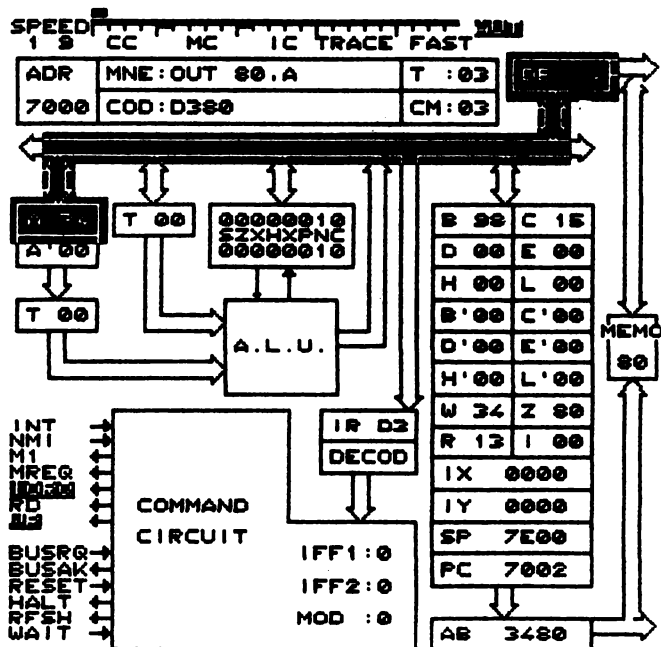 SPEED
1 9 CC MC IC TRACE FAST
ADR MNE:OUT 80.A T :03
7000 COD:D380 CM:03
T 00 00000010
SZXHXPNC
A'00 00000010
T 00
A.L.U.
B 98 C 15
D 00 E 00
H 00 L 00
B'00 C'00
D'00 E'00
H'00 L'00
W 34 Z 80
R 13 I 00
IX 0000
IY 0000
SP 7E00
PC 7002
AB 3480
MEMO
80
IR D3
DECOD
INT
NMI
M1
MREQ
RD
BUSRQ
BUSAK
RESET
HALT
RFSH
WAIT
COMMAND
CIRCUIT
IFF1:0
IFF2:0
MOD :0